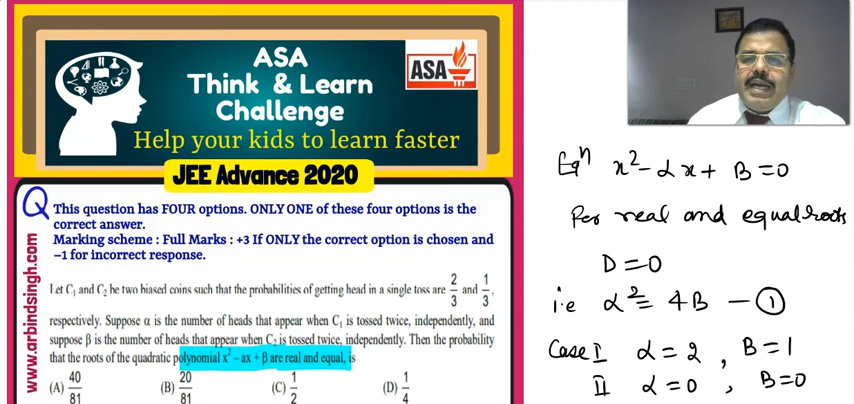 ASA
Think & Learn
Challenge
Help your kids to learn faster
ASA
JEE Advance 2020
Q This question has FOUR options. ONLY ONE of these four options is the
correct answer.
Marking scheme : Full Marks : +3 If ONLY the correct option is chosen and
−1 for incorrect response.
Let C₁ and C₂ be two biased coins such that the probabilities of getting head in a single toss are 2/3 and 1/3,
respectively. Suppose α is the number of heads that appear when C₁ is tossed twice, independently, and
suppose β is the number of heads that appear when C₂ is tossed twice, independently. Then the probability
that the roots of the quadratic polynomial x² − αx + β are real and equal, is
(A) 40/81 (B) 20/81 (C) 1/2 (D) 1/4
www.arbindsingh.com
Eqⁿ x² − αx + β = 0
For real and equal roots
D = 0
i.e α² = 4β − ①
Case I α = 2, β = 1
II α = 0, β = 0